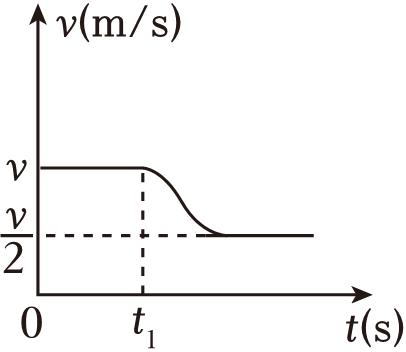 v(m/s)
v
v/2
0
t₁
t(s)